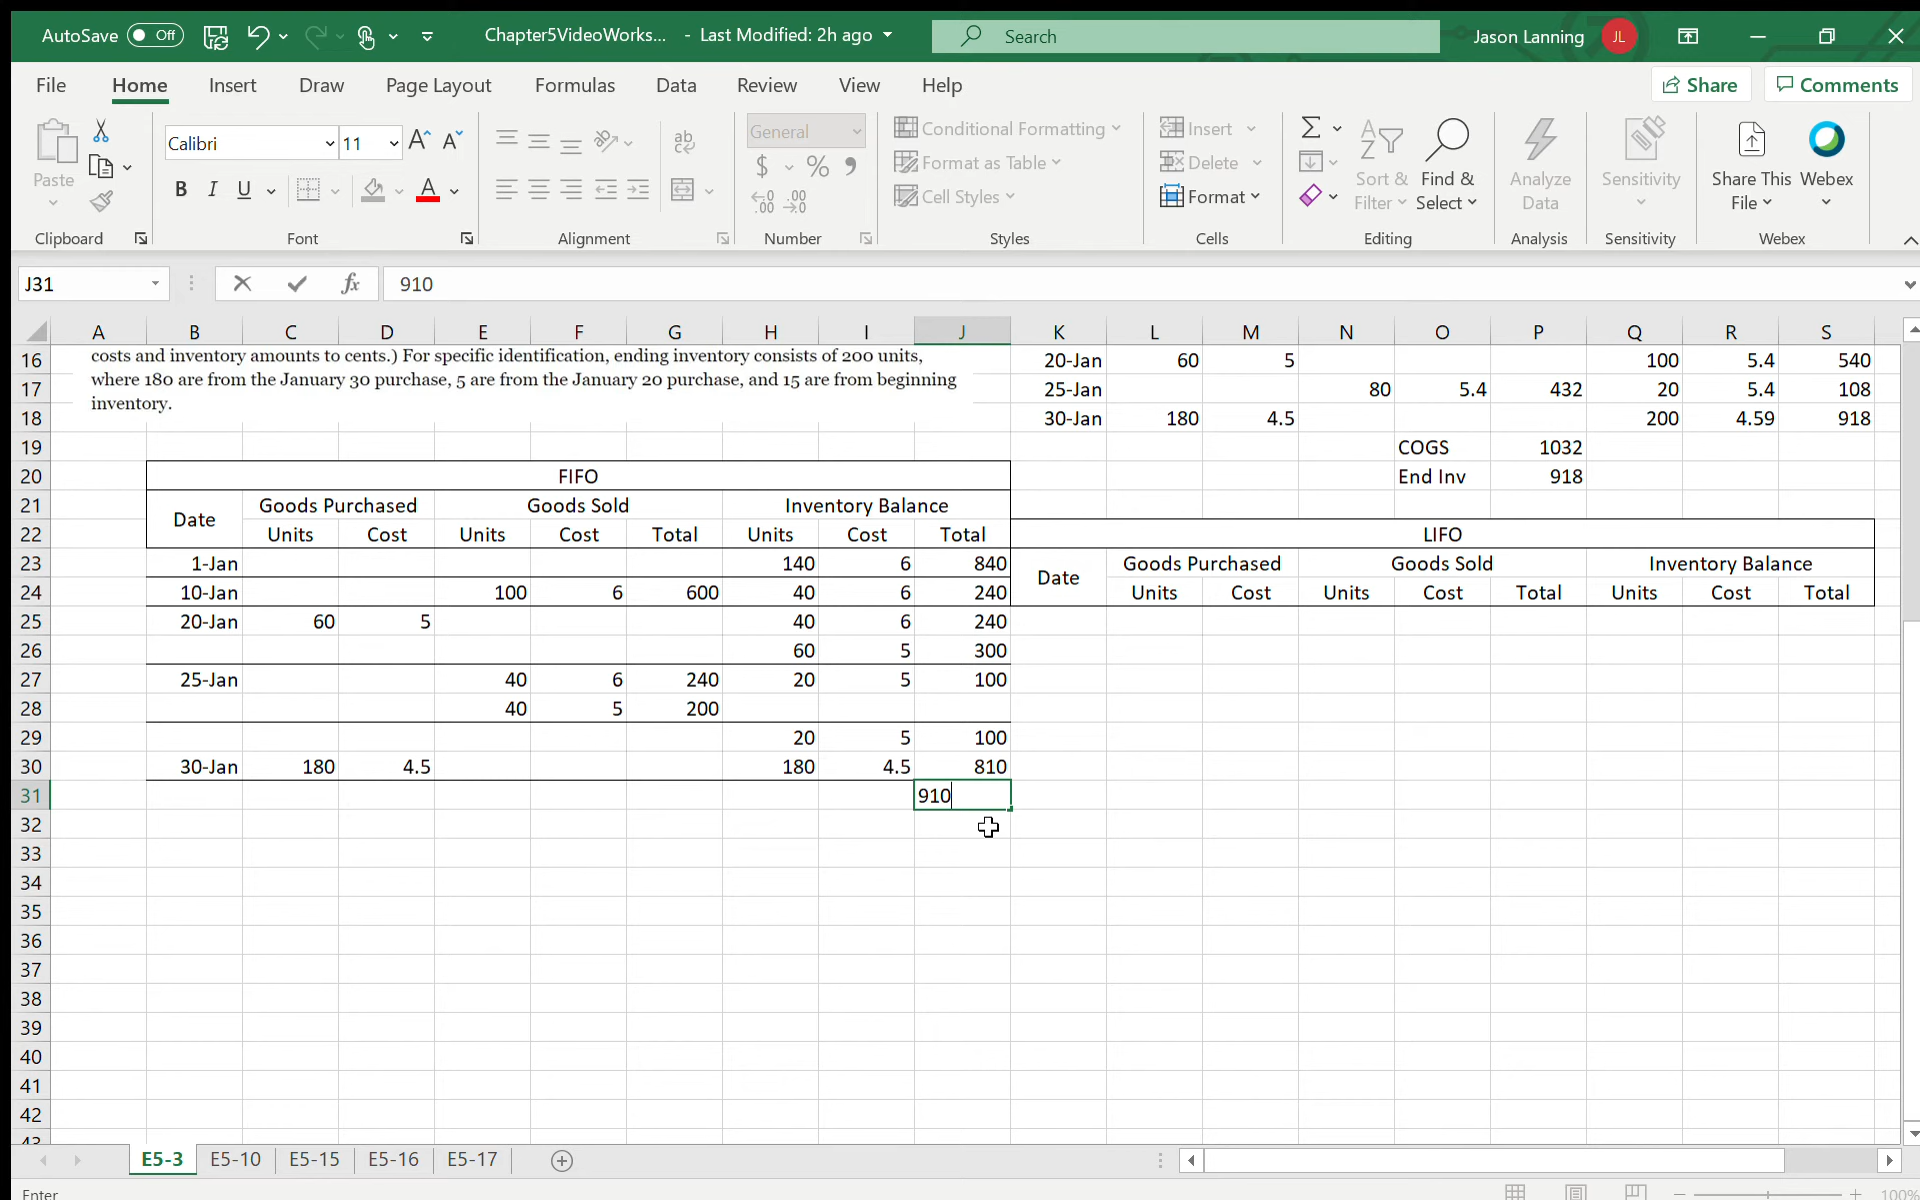 AutoSave Off Chapter5VideoWorks... - Last Modified: 2h ago Search Jason Lanning JL
File Home Insert Draw Page Layout Formulas Data Review View Help Share Comments
Calibri 11 General Conditional Formatting Insert
Paste Format as Table Delete Sort & Find & Analyze Sensitivity Share This Webex
B I U A $ % Cell Styles Format Filter Select Data File
Clipboard Font Alignment Number Styles Cells Editing Analysis Sensitivity Webex
J31 fx 910
A B C D E F G H I J K L M N O P Q R S
16 costs and inventory amounts to cents.) For specific identification, ending inventory consists of 200 units, 20-Jan 60 5 100 5.4 540
17 where 180 are from the January 30 purchase, 5 are from the January 20 purchase, and 15 are from beginning 25-Jan 80 5.4 432 20 5.4 108
18 inventory. 30-Jan 180 4.5 200 4.59 918
19 COGS 1032
20 FIFO End Inv 918
21 Date Goods Purchased Goods Sold Inventory Balance
22 Units Cost Units Cost Total Units Cost Total LIFO
23 1-Jan 140 6 840 Date Goods Purchased Goods Sold Inventory Balance
24 10-Jan 100 6 600 40 6 240 Units Cost Units Cost Total Units Cost Total
25 20-Jan 60 5 40 6 240
26 60 5 300
27 25-Jan 40 6 240 20 5 100
28 40 5 200
29 20 5 100
30 30-Jan 180 4.5 180 4.5 810
31 910
32
33
34
35
36
37
38
39
40
41
42
43
E5-3 E5-10 E5-15 E5-16 E5-17
Enter 100%